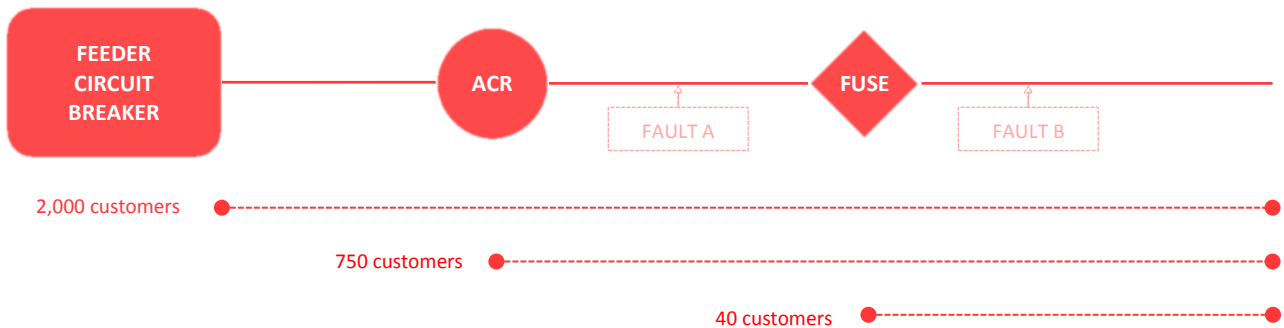 FEEDER
CIRCUIT
BREAKER
ACR
FUSE
FAULT A
FAULT B
2,000 customers
750 customers
40 customers